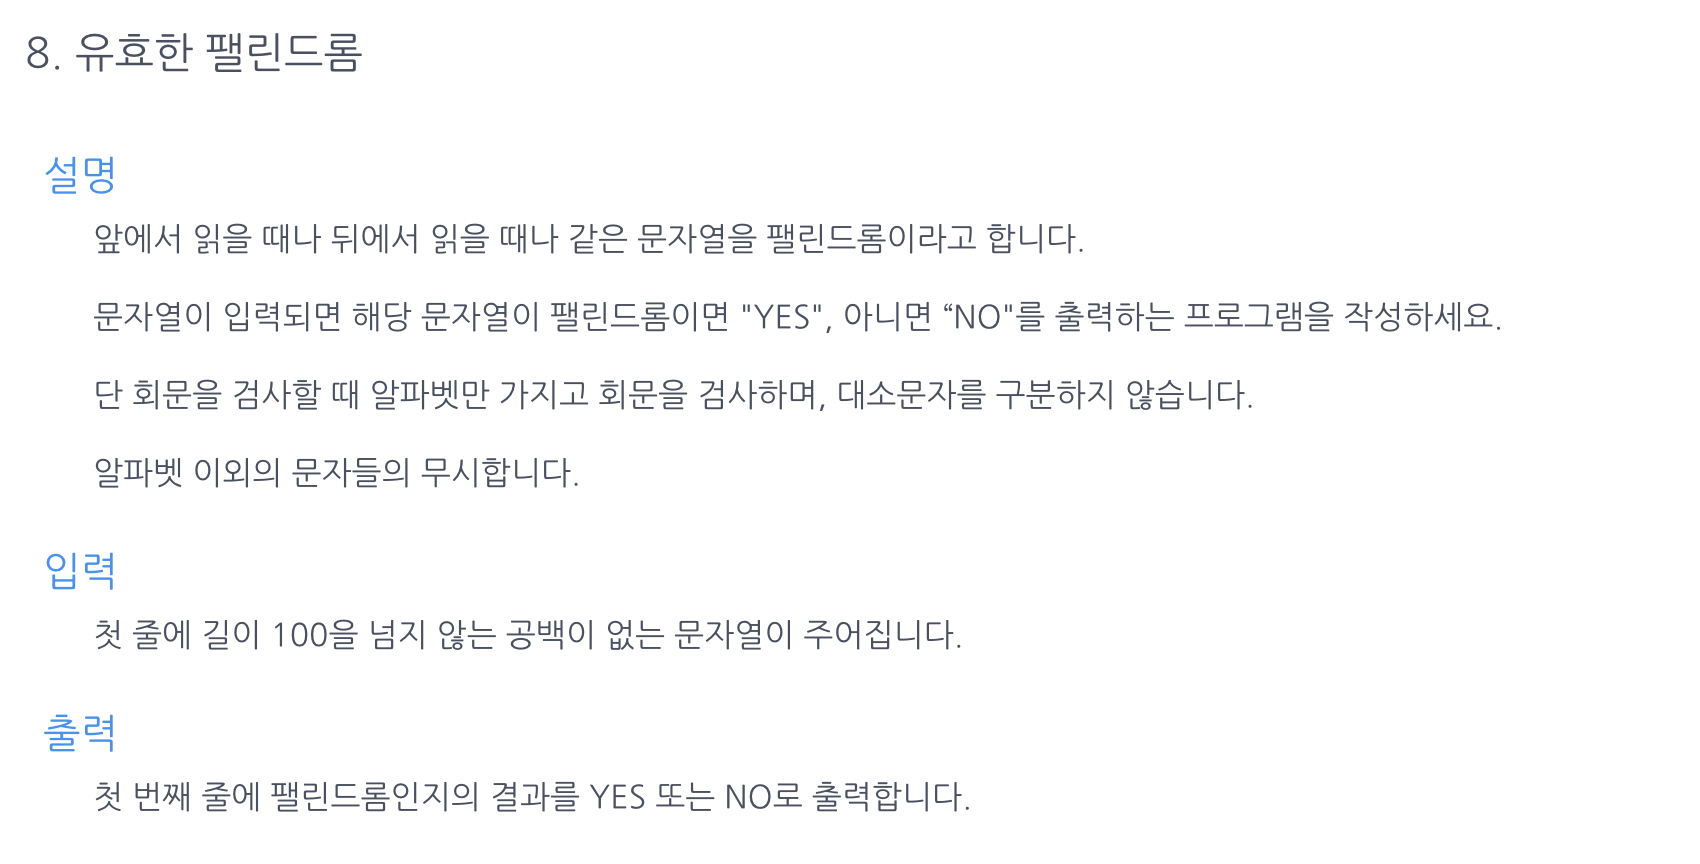 8. 유효한 팰린드롬
설명
앞에서 읽을 때나 뒤에서 읽을 때나 같은 문자열을 팰린드롬이라고 합니다.
문자열이 입력되면 해당 문자열이 팰린드롬이면 "YES", 아니면 “NO"를 출력하는 프로그램을 작성하세요.
단 회문을 검사할 때 알파벳만 가지고 회문을 검사하며, 대소문자를 구분하지 않습니다.
알파벳 이외의 문자들의 무시합니다.
입력
첫 줄에 길이 100을 넘지 않는 공백이 없는 문자열이 주어집니다.
출력
첫 번째 줄에 팰린드롬인지의 결과를 YES 또는 NO로 출력합니다.